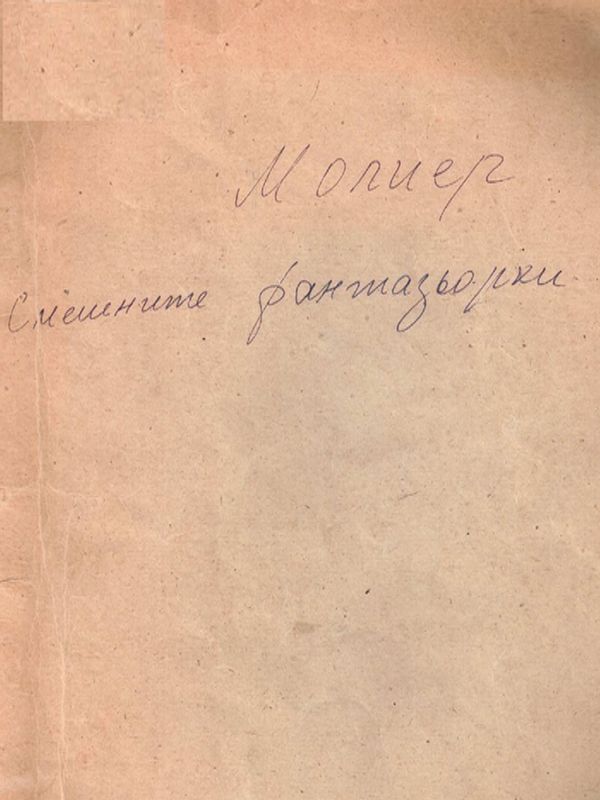 Молиер
Смешните фантазьорки